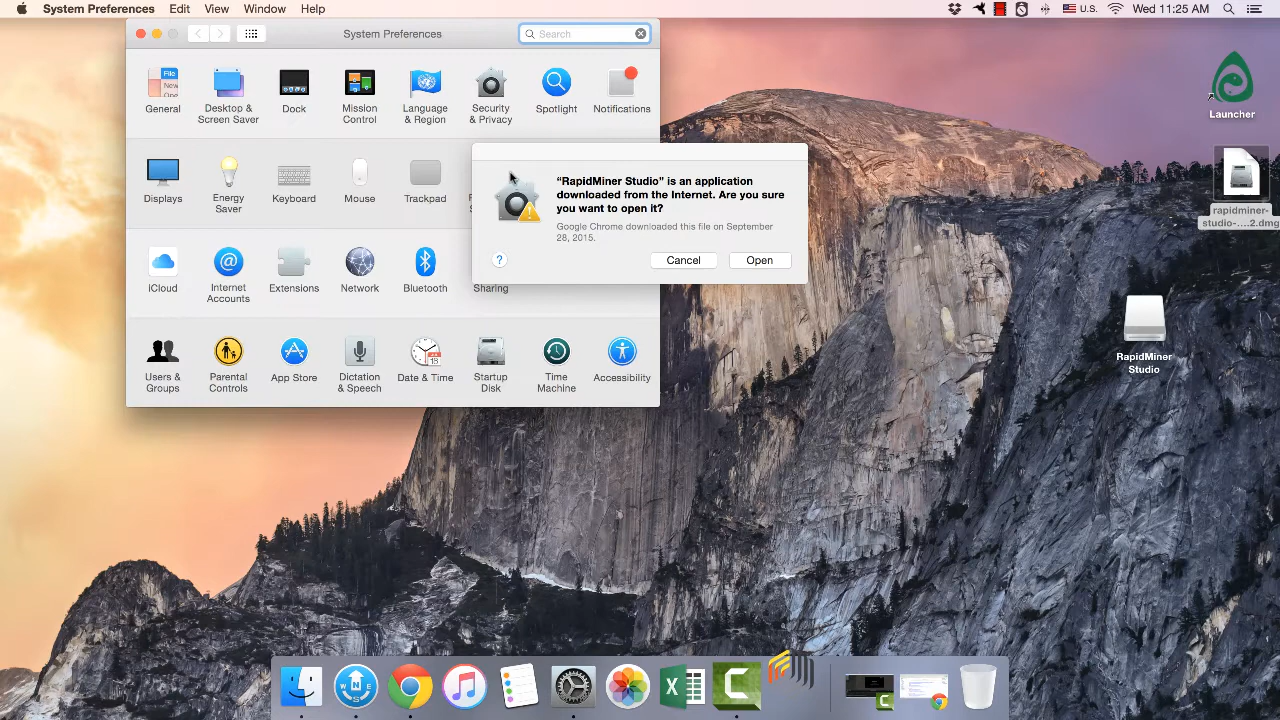 System Preferences Edit View Window Help
U.S. Wed 11:25 AM
System Preferences
Search
File
New
General
Desktop &
Screen Saver
Dock
Mission
Control
Language
& Region
Security
& Privacy
Spotlight
Notifications
Displays
Energy
Saver
Keyboard
Mouse
Trackpad
“RapidMiner Studio” is an application
downloaded from the Internet. Are you sure
you want to open it?
Google Chrome downloaded this file on September
28, 2015.
?
Cancel
Open
iCloud
Internet
Accounts
Extensions
Network
Bluetooth
Sharing
Users &
Groups
Parental
Controls
App Store
Dictation
& Speech
18
Date & Time
Startup
Disk
Time
Machine
Accessibility
Launcher
rapidminer-
studio-....2.dmg
RapidMiner
Studio